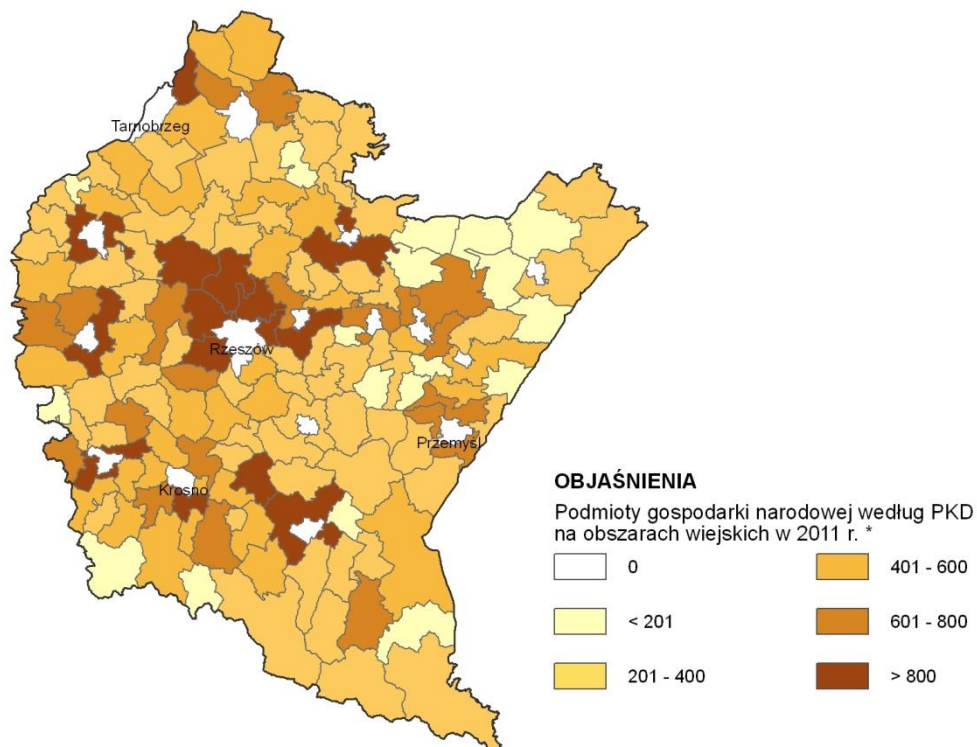 Tarnobrzeg
Rzeszów
Przemyśl
Krosno
OBJAŚNIENIA
Podmioty gospodarki narodowej według PKD
na obszarach wiejskich w 2011 r. *
0
< 201
201 - 400
401 - 600
601 - 800
> 800